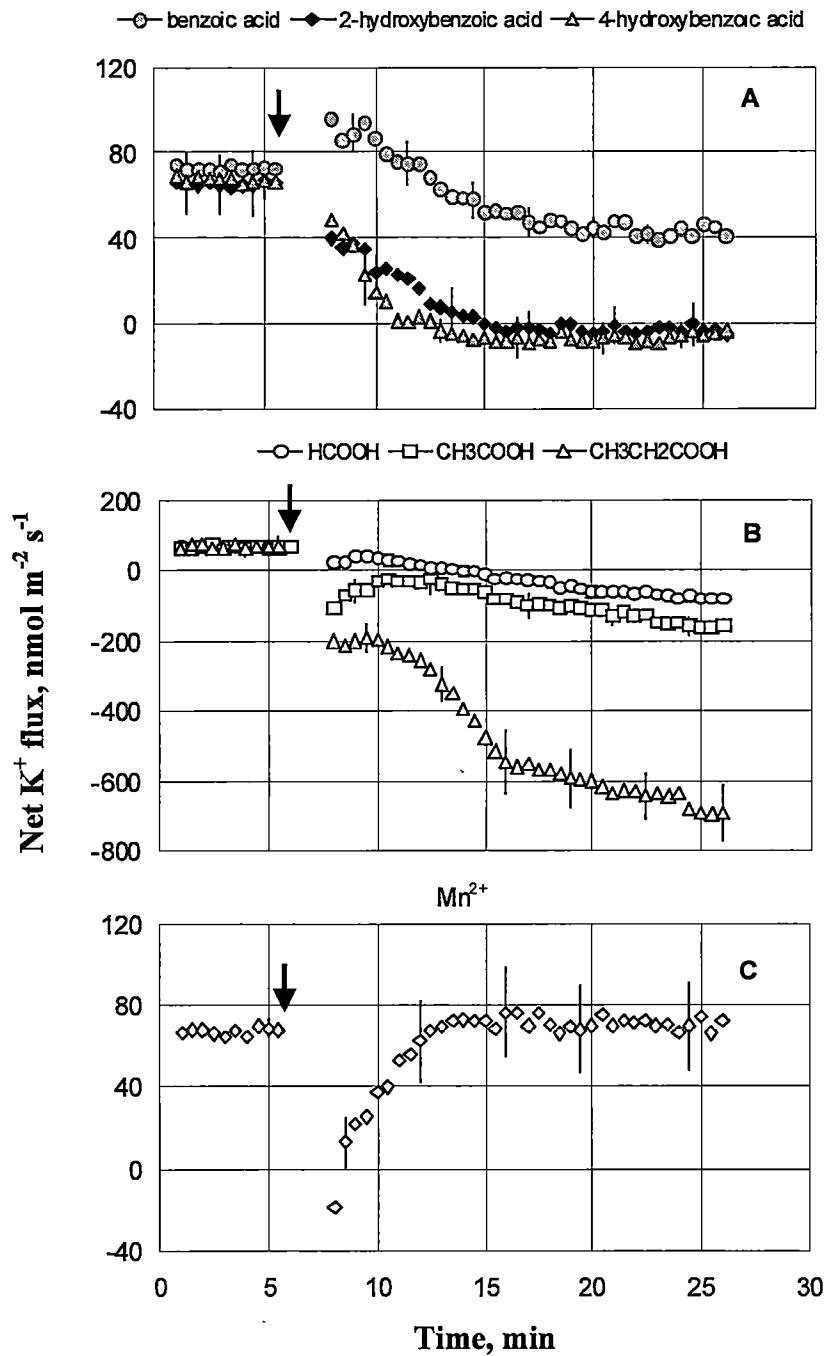 benzoic acid 2-hydroxybenzoic acid 4-hydroxybenzoic acid
120
80
40
0
-40
A
HCOOH CH3COOH CH3CH2COOH
200
0
-200
-400
-600
-800
B
Net K⁺ flux, nmol m⁻² s⁻¹
Mn²⁺
120
80
40
0
-40
C
0 5 10 15 20 25 30
Time, min